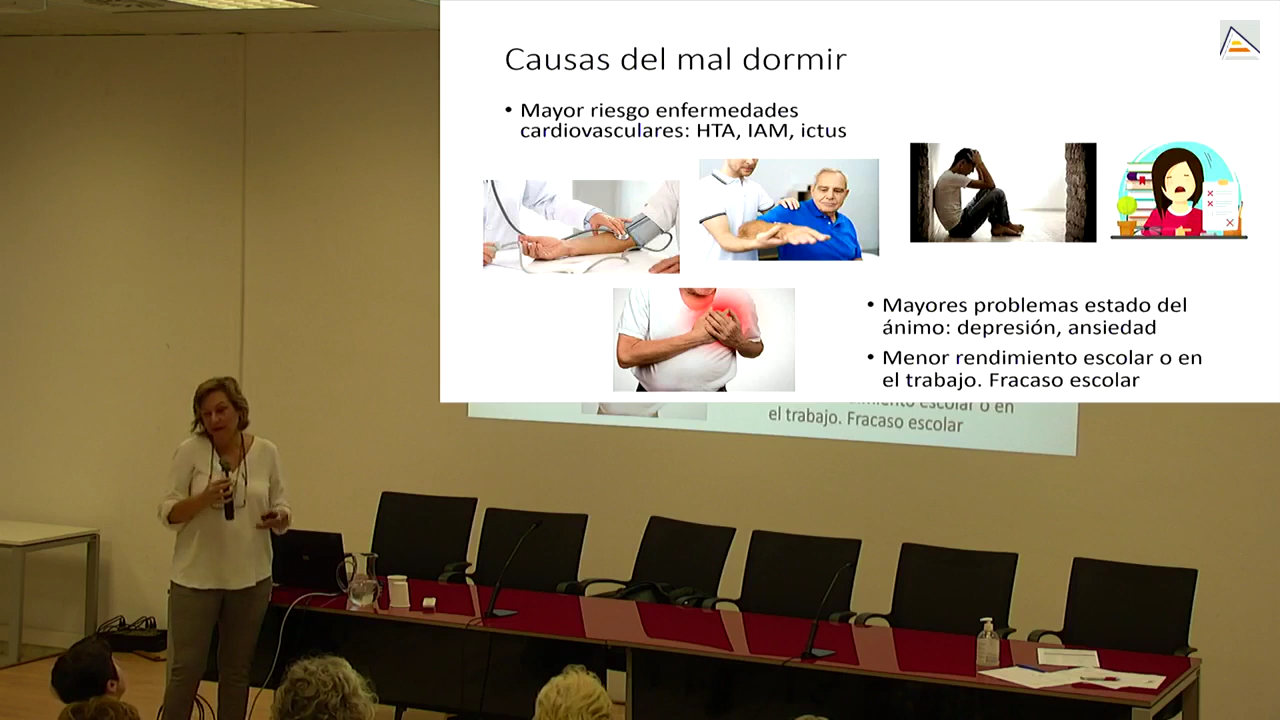 Causas del mal dormir
• Mayor riesgo enfermedades
cardiovasculares: HTA, IAM, ictus
• Mayores problemas estado del
ánimo: depresión, ansiedad
• Menor rendimiento escolar o en
el trabajo. Fracaso escolar
escolar o en
el trabajo. Fracaso escolar